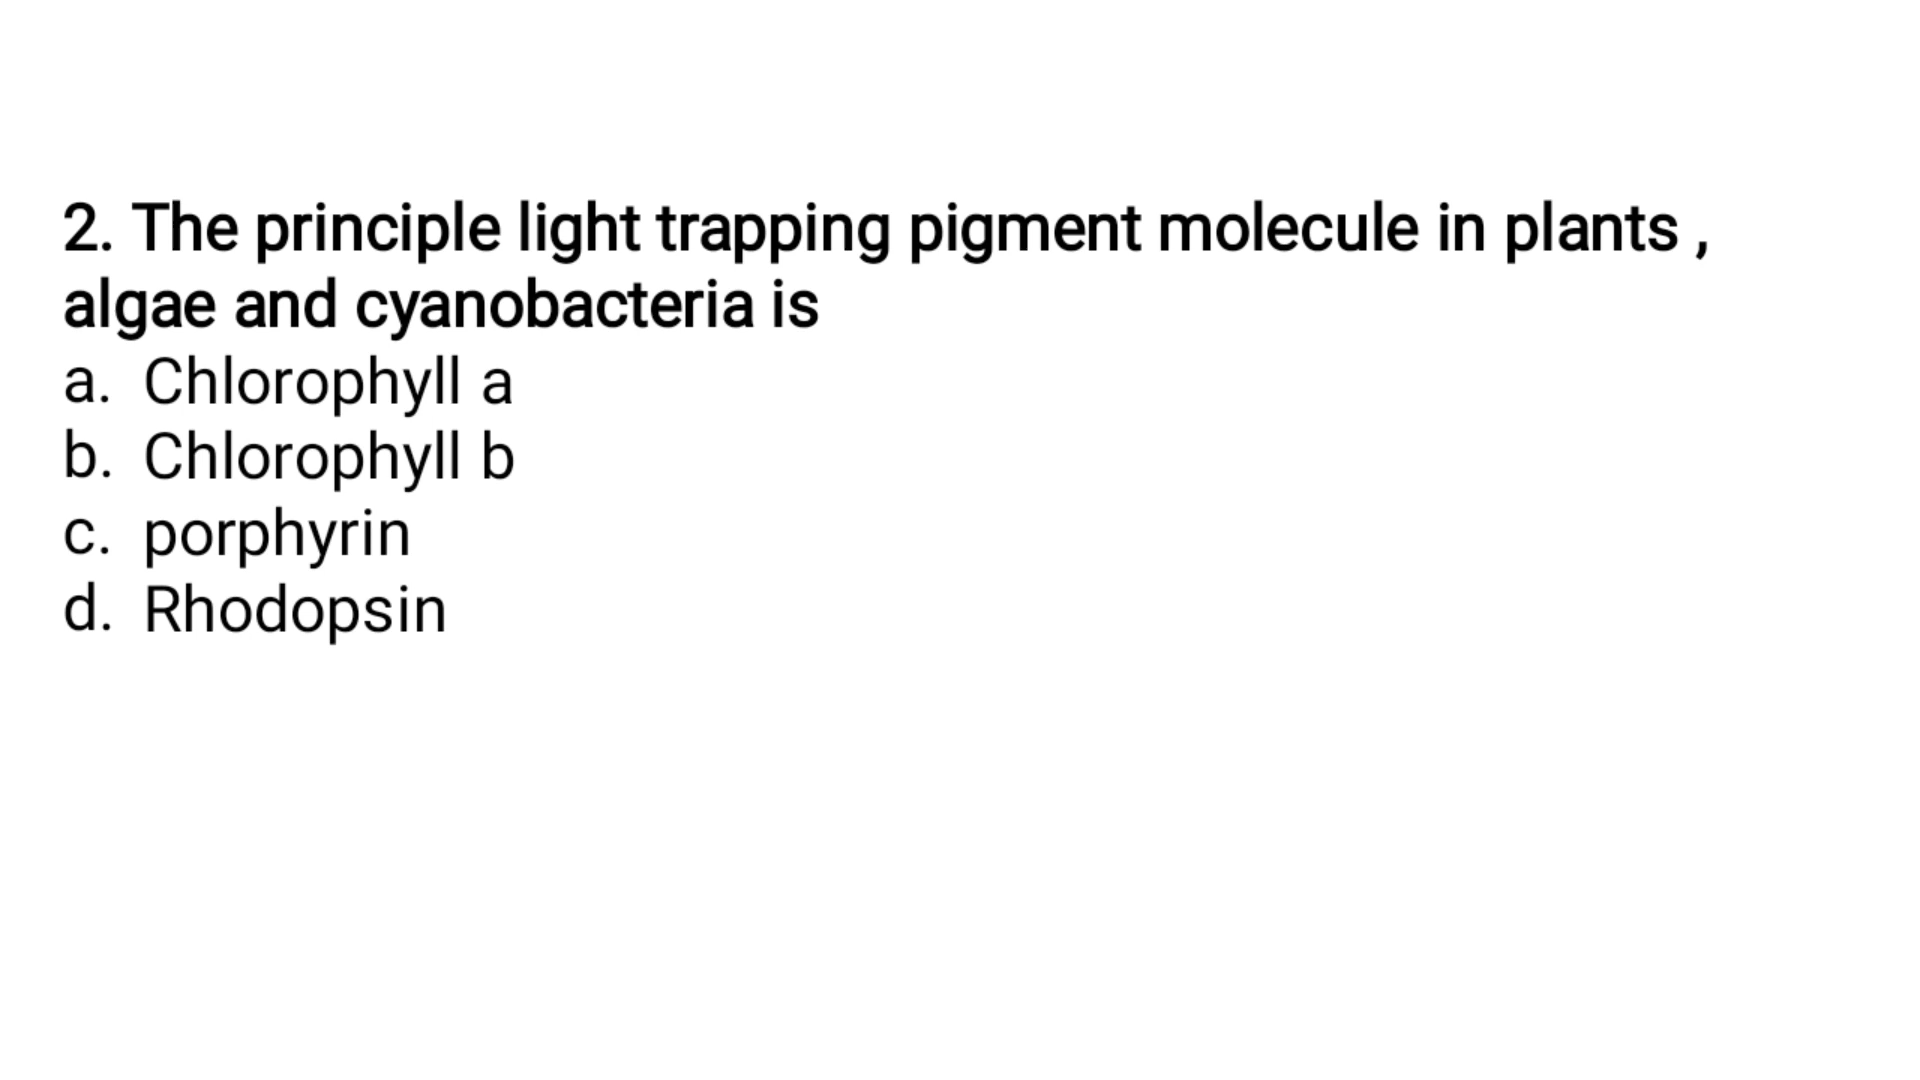 2. The principle light trapping pigment molecule in plants ,
algae and cyanobacteria is
a. Chlorophyll a
b. Chlorophyll b
c. porphyrin
d. Rhodopsin